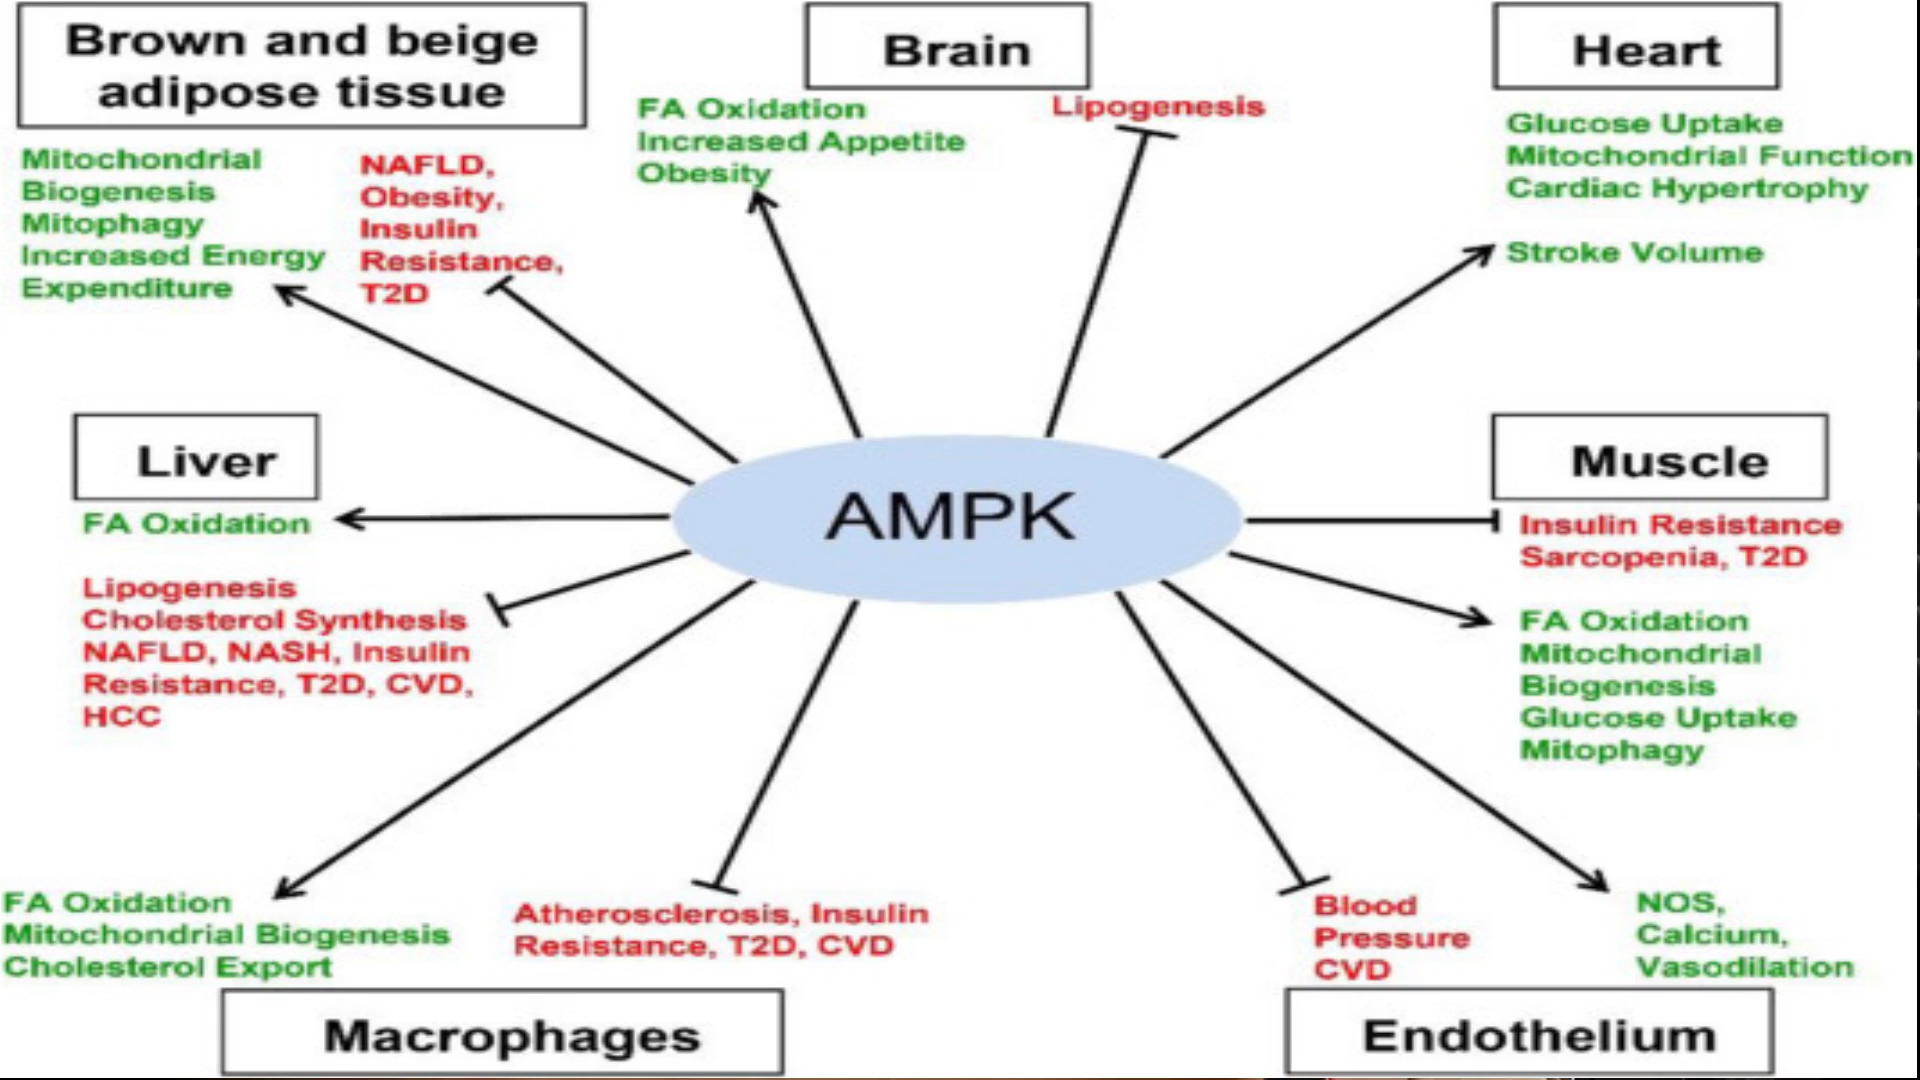 Brown and beige
adipose tissue
Mitochondrial
Biogenesis
Mitophagy
Increased Energy
Expenditure
NAFLD,
Obesity,
Insulin
Resistance,
T2D
Brain
FA Oxidation
Increased Appetite
Obesity
Lipogenesis
Heart
Glucose Uptake
Mitochondrial Function
Cardiac Hypertrophy
Stroke Volume
Liver
FA Oxidation
Lipogenesis
Cholesterol Synthesis
NAFLD, NASH, Insulin
Resistance, T2D, CVD,
HCC
AMPK
Muscle
Insulin Resistance
Sarcopenia, T2D
FA Oxidation
Mitochondrial
Biogenesis
Glucose Uptake
Mitophagy
FA Oxidation
Mitochondrial Biogenesis
Cholesterol Export
Atherosclerosis, Insulin
Resistance, T2D, CVD
Macrophages
Blood
Pressure
CVD
NOS,
Calcium,
Vasodilation
Endothelium